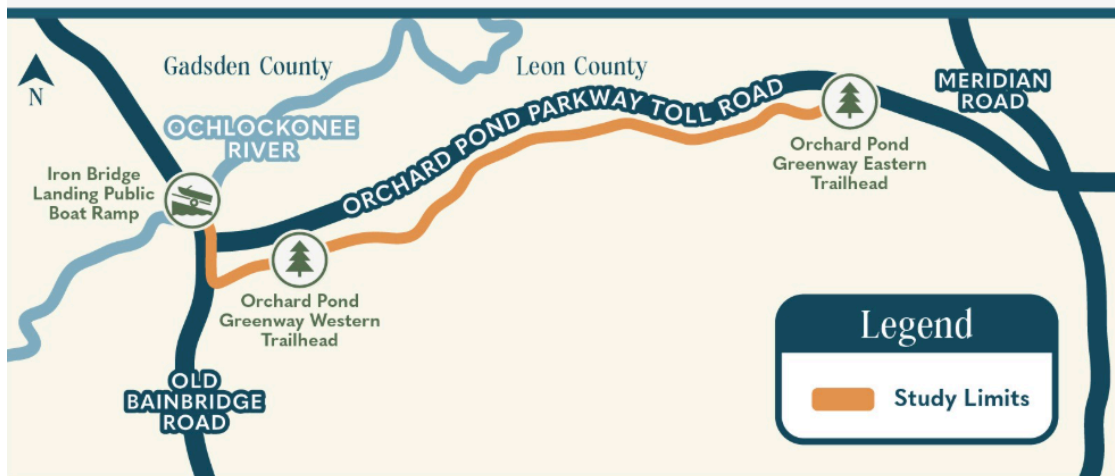 Gadsden County
Leon County
N
MERIDIAN
ROAD
OCHLOCKONEE
RIVER
ORCHARD POND PARKWAY TOLL ROAD
Iron Bridge
Landing Public
Boat Ramp
Orchard Pond
Greenway Eastern
Trailhead
Orchard Pond
Greenway Western
Trailhead
Legend
Study Limits
OLD
BAINBRIDGE
ROAD